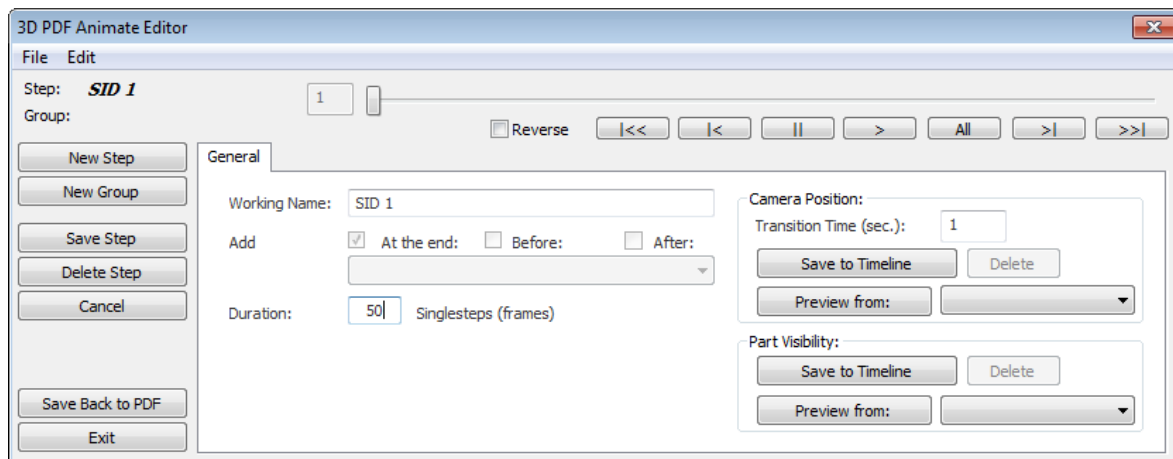 3D PDF Animate Editor
File Edit
Step: SID 1
1
Group:
Reverse |<< |< || > All >| >>|
New Step
General
New Group
Working Name: SID 1
Camera Position:
Transition Time (sec.): 1
Save Step
Add At the end: Before: After:
Save to Timeline Delete
Delete Step
Cancel
Preview from:
Duration: 50 Singlesteps (frames)
Part Visibility:
Save to Timeline Delete
Save Back to PDF
Preview from:
Exit